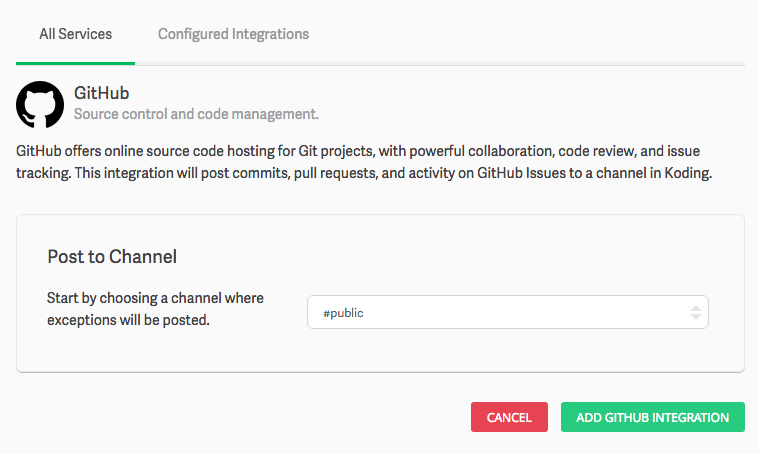 All Services Configured Integrations
GitHub
Source control and code management.
GitHub offers online source code hosting for Git projects, with powerful collaboration, code review, and issue
tracking. This integration will post commits, pull requests, and activity on GitHub Issues to a channel in Koding.
Post to Channel
Start by choosing a channel where
exceptions will be posted.
#public
CANCEL ADD GITHUB INTEGRATION